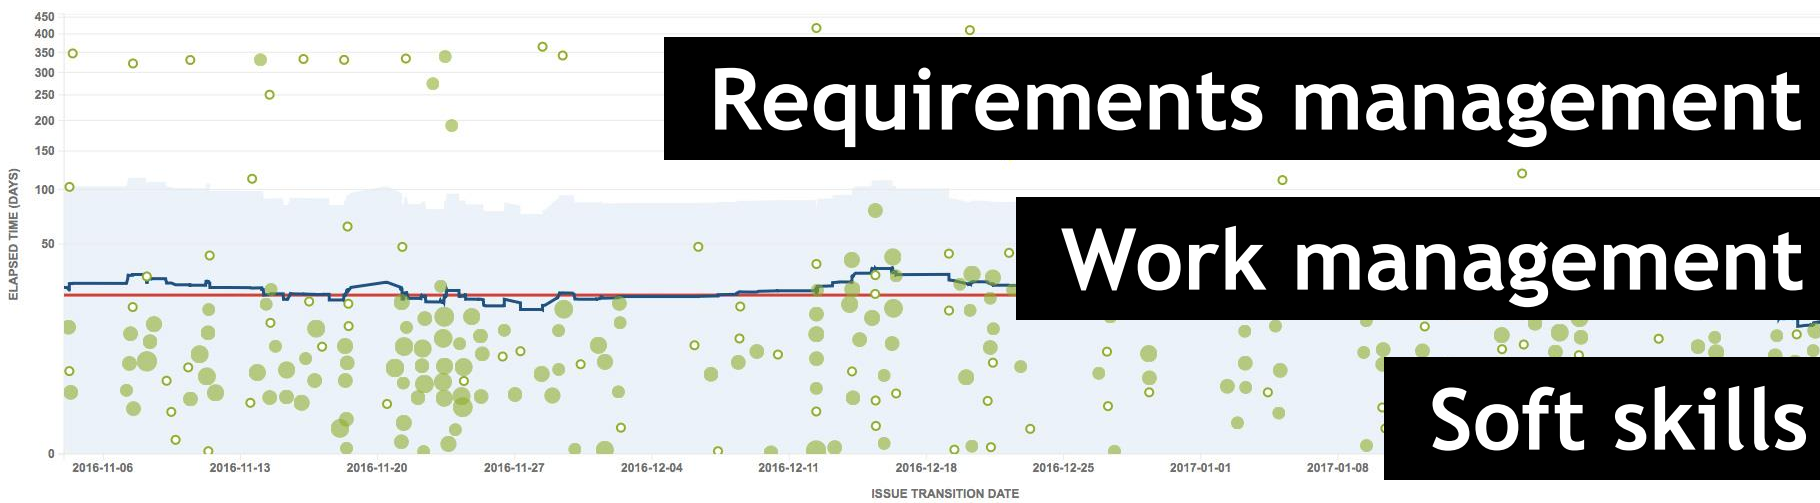 450
400
350
300
250
200
150
100
50
0
ELAPSED TIME (DAYS)
Requirements management
Work management
Soft skills
2016-11-06 2016-11-13 2016-11-20 2016-11-27 2016-12-04 2016-12-11 2016-12-18 2016-12-25 2017-01-01 2017-01-08
ISSUE TRANSITION DATE